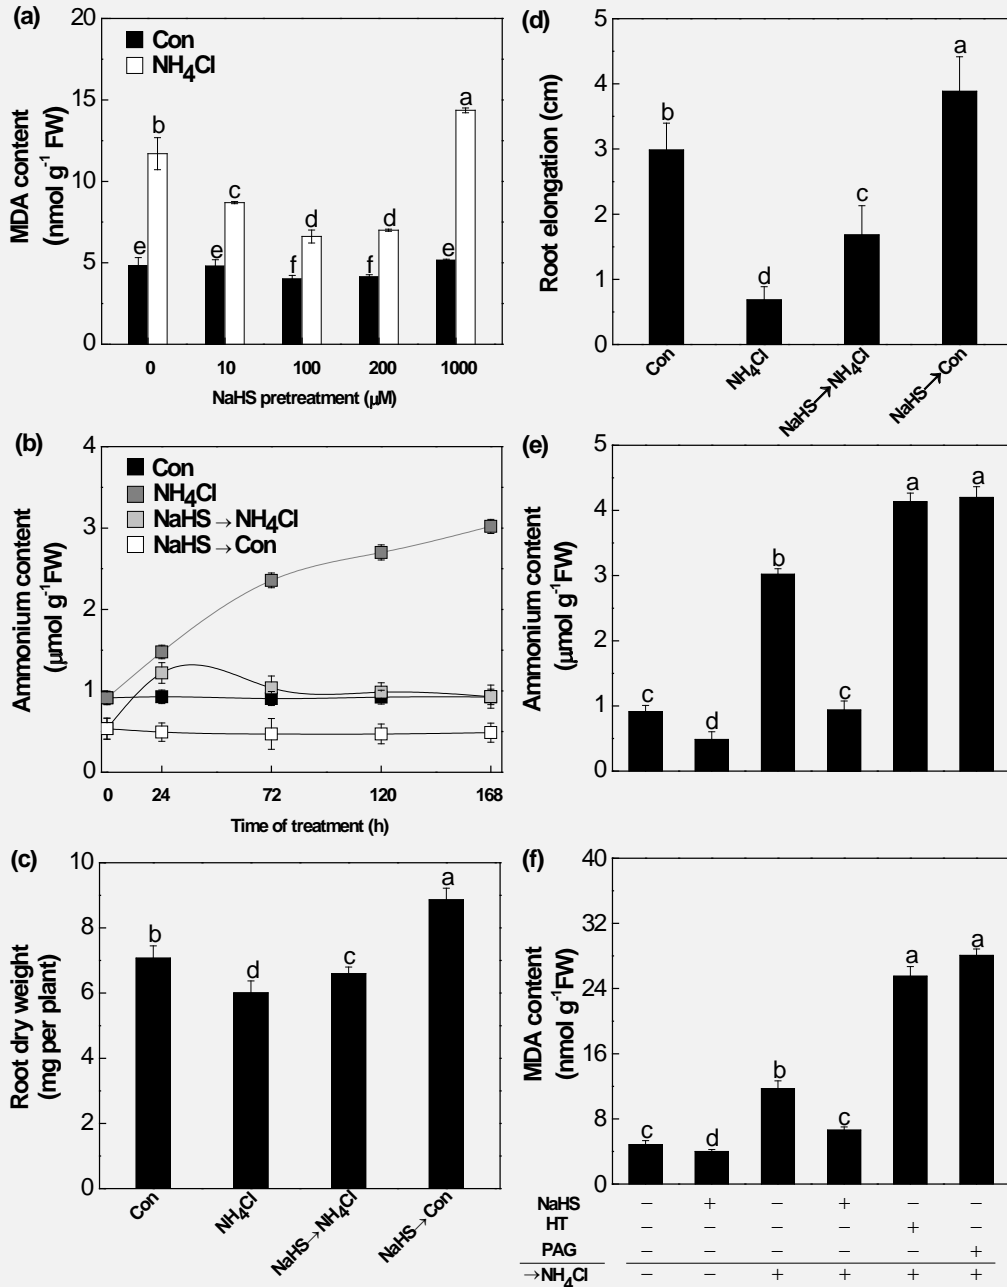 (a)
MDA content
(nmol g⁻¹ FW)
20
15
10
5
0
Con
NH₄Cl
b
c
d
d
a
e
e
f
f
e
0 10 100 200 1000
NaHS pretreatment (µM)
(b)
Ammonium content
(µmol g⁻¹FW)
4
3
2
1
0
Con
NH₄Cl
NaHS→NH₄Cl
NaHS→Con
0 24 72 120 168
Time of treatment (h)
(c)
Root dry weight
(mg per plant)
10
8
6
4
2
0
b
d
c
a
Con
NH₄Cl
NaHS→NH₄Cl
NaHS→Con
(d)
Root elongation (cm)
5
4
3
2
1
0
b
d
c
a
Con
NH₄Cl
NaHS→NH₄Cl
NaHS→Con
(e)
Ammonium content
(µmol g⁻¹FW)
5
4
3
2
1
0
c
d
b
c
a
a
(f)
MDA content
(nmol g⁻¹FW)
40
32
24
16
8
0
c
d
b
c
a
a
NaHS − + − + − −
HT − − − − + −
PAG − − − − − +
→NH₄Cl − − + + + +